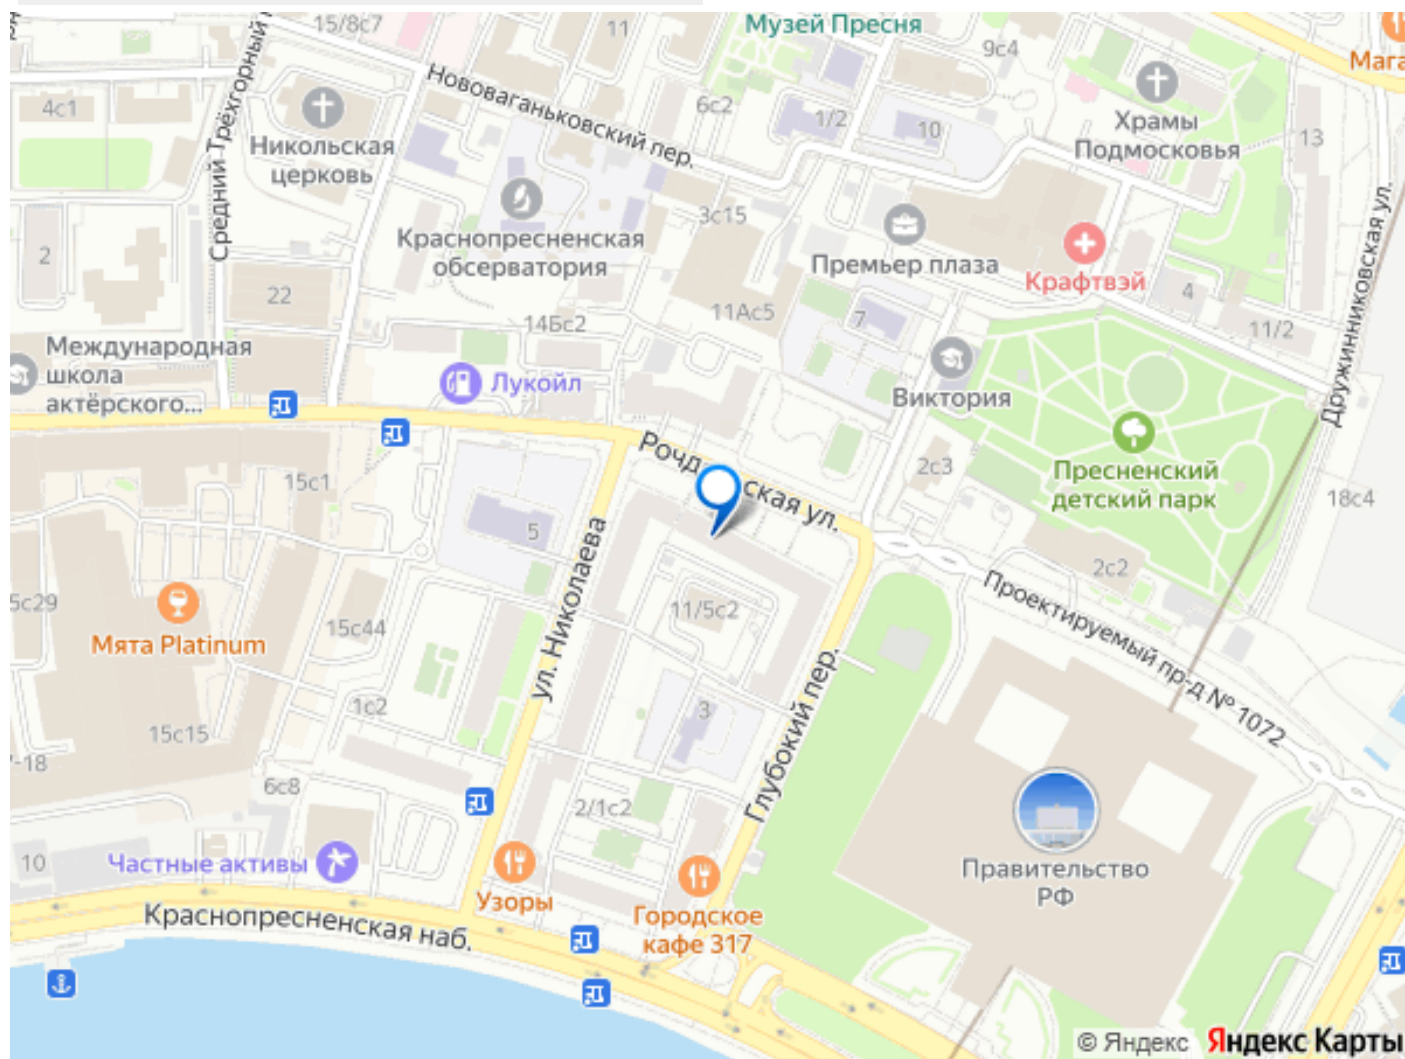 15/8с7
11
Музей Пресня
9с4
Мага
4с1
Никольская
церковь
Средний Трёхгорный
Нововаганьковский пер.
6с2
1/2
10
Храмы
Подмосковья
13
2
Краснопресненская
обсерватория
3с15
Премьер плаза
Крафтвэй
Дружинниковская ул.
22
14Бс2
11Ас5
7
4
11/2
Международная
школа
актёрского...
Лукойл
Виктория
Рочд ская ул.
2с3
Пресненский
детский парк
15с1
18с4
5
ул. Николаева
2с2
5с29
Мята Platinum
15с44
11/5с2
Проектируемый пр-д № 1072
1с2
3
15с15
7-18
Глубокий пер.
6с8
2/1с2
10
Частные активы
Узоры
Городское
кафе 317
Правительство
РФ
Краснопресненская наб.
© Яндекс Яндекс Карты